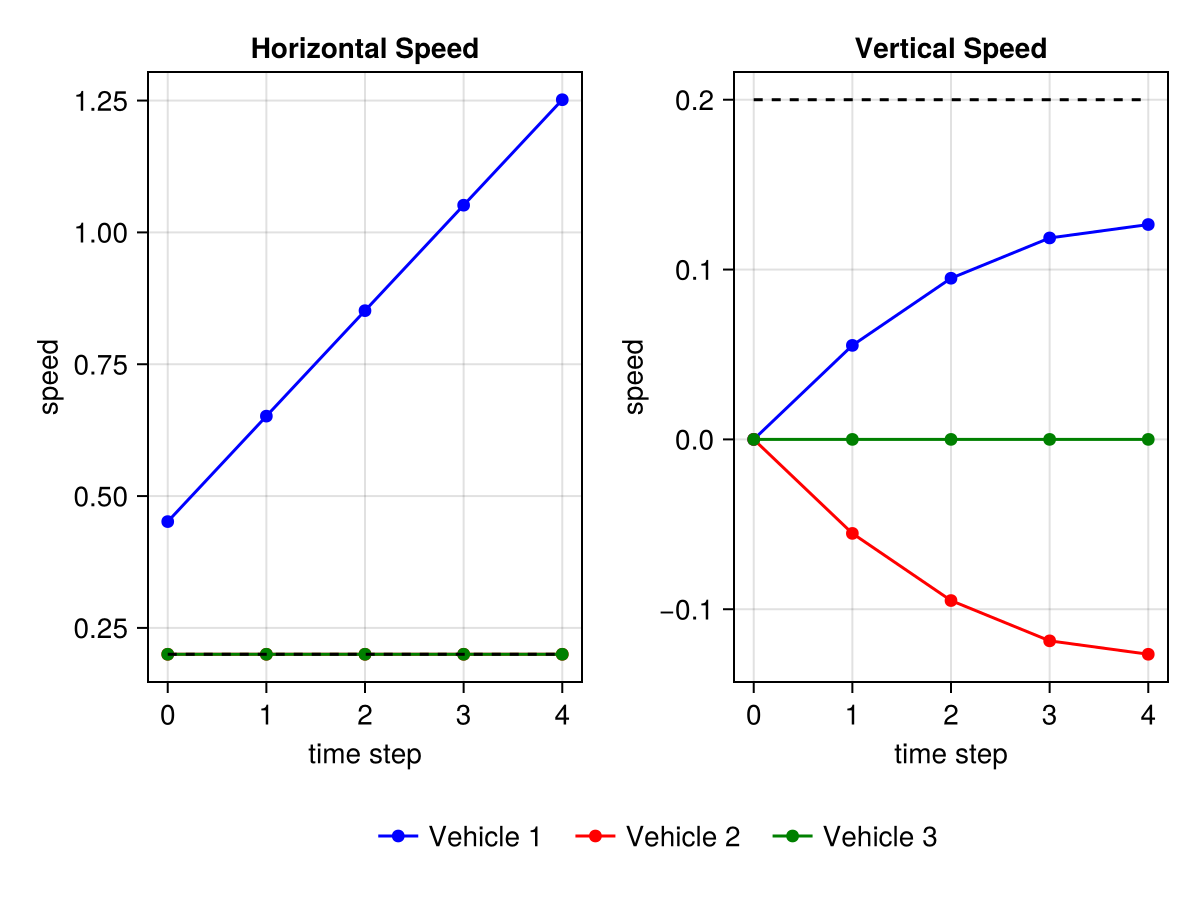 Horizontal Speed
1.25
1.00
0.75
0.50
0.25
speed
0 1 2 3 4
time step
Vertical Speed
0.2
0.1
0.0
−0.1
speed
0 1 2 3 4
time step
Vehicle 1 Vehicle 2 Vehicle 3